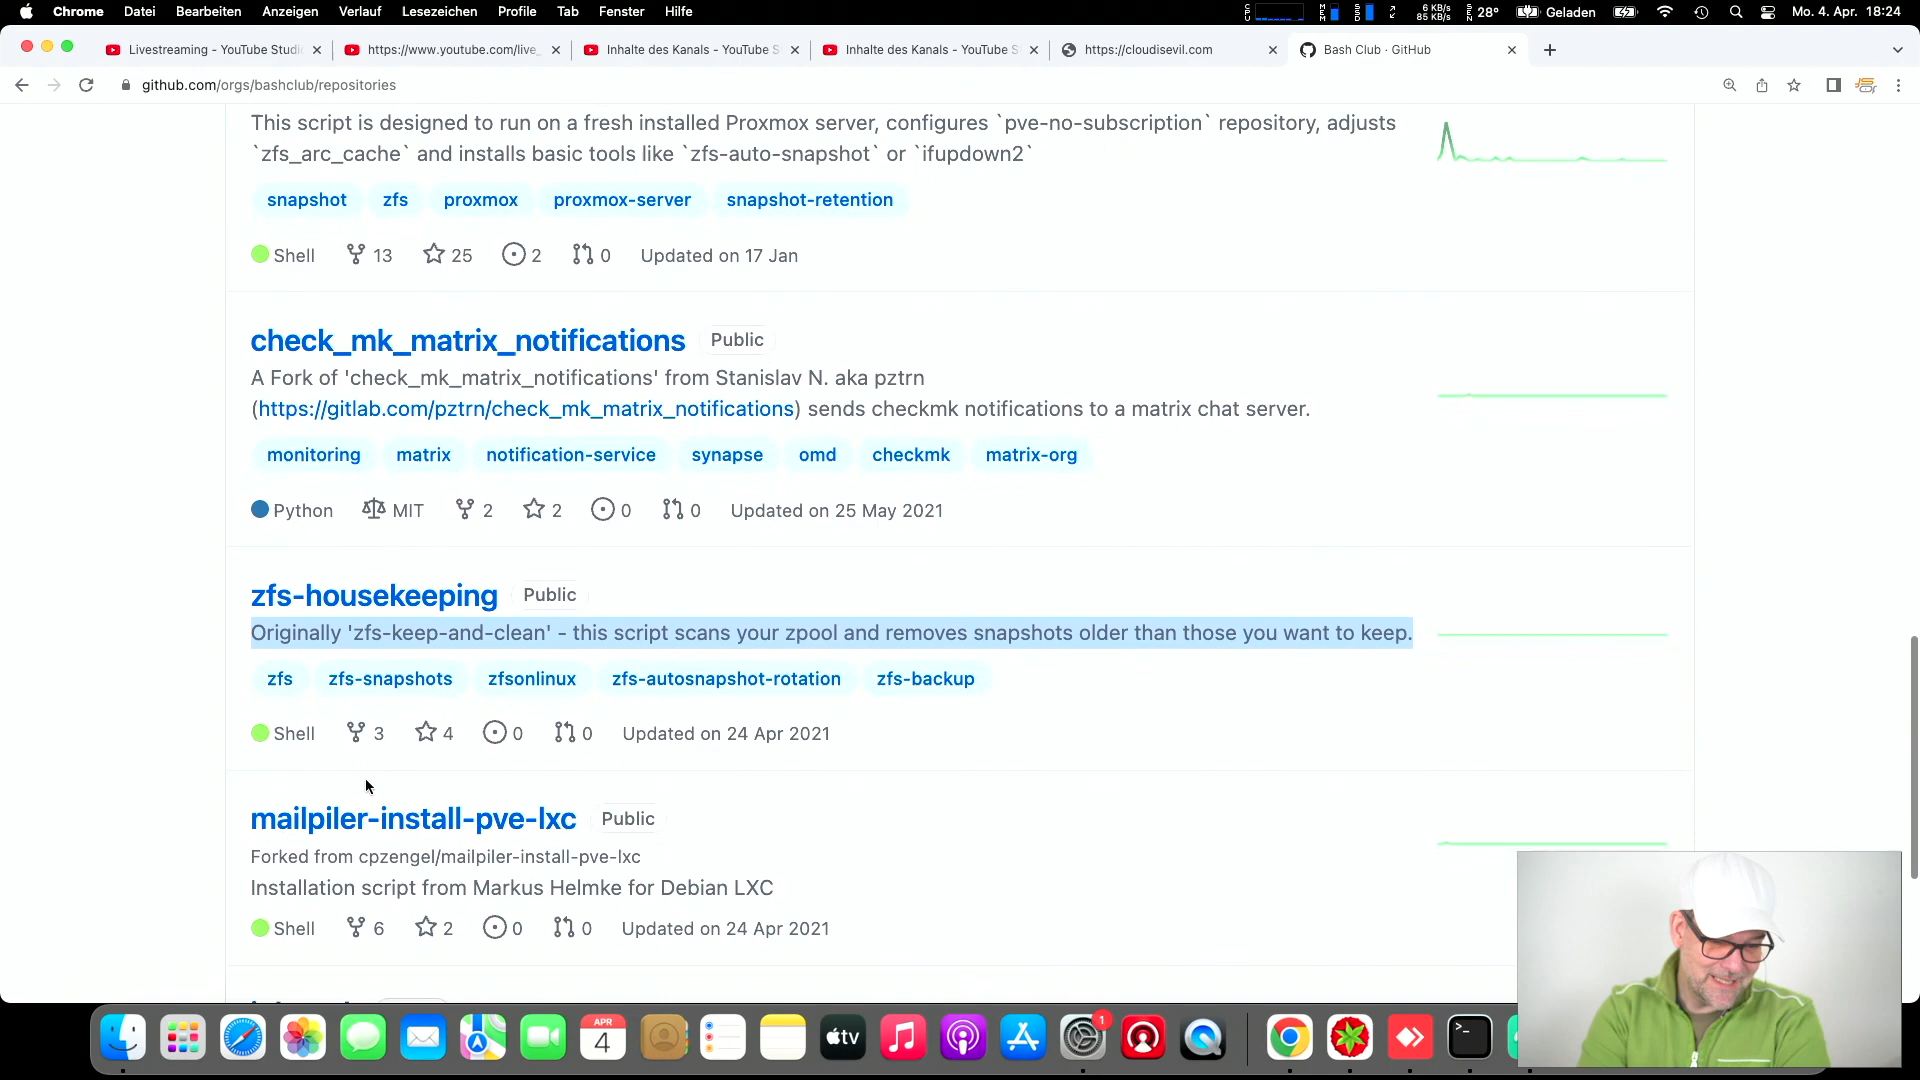 Chrome Datei Bearbeiten Anzeigen Verlauf Lesezeichen Profile Tab Fenster Hilfe 6 KB/s 85 KB/s 28° Geladen Mo. 4. Apr. 18:24
Livestreaming - YouTube Studi
https://www.youtube.com/live_
Inhalte des Kanals - YouTube S
Inhalte des Kanals - YouTube S
https://cloudisevil.com
Bash Club · GitHub
github.com/orgs/bashclub/repositories
This script is designed to run on a fresh installed Proxmox server, configures `pve-no-subscription` repository, adjusts
`zfs_arc_cache` and installs basic tools like `zfs-auto-snapshot` or `ifupdown2`
snapshot zfs proxmox proxmox-server snapshot-retention
Shell 13 25 2 0 Updated on 17 Jan
check_mk_matrix_notifications Public
A Fork of 'check_mk_matrix_notifications' from Stanislav N. aka pztrn
(https://gitlab.com/pztrn/check_mk_matrix_notifications) sends checkmk notifications to a matrix chat server.
monitoring matrix notification-service synapse omd checkmk matrix-org
Python MIT 2 2 0 0 Updated on 25 May 2021
zfs-housekeeping Public
Originally 'zfs-keep-and-clean' - this script scans your zpool and removes snapshots older than those you want to keep.
zfs zfs-snapshots zfsonlinux zfs-autosnapshot-rotation zfs-backup
Shell 3 4 0 0 Updated on 24 Apr 2021
mailpiler-install-pve-lxc Public
Forked from cpzengel/mailpiler-install-pve-lxc
Installation script from Markus Helmke for Debian LXC
Shell 6 2 0 0 Updated on 24 Apr 2021
APR
4
tv
1